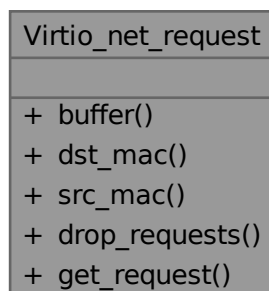 Virtio_net_request
+ buffer()
+ dst_mac()
+ src_mac()
+ drop_requests()
+ get_request()